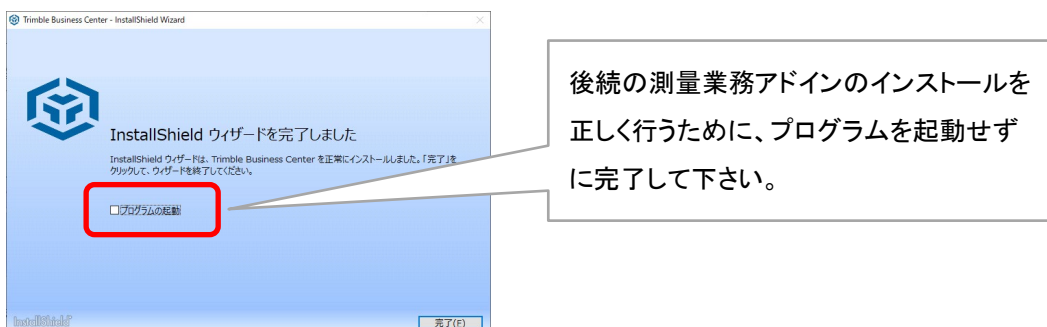 Trimble Business Center - InstallShield Wizard
InstallShield ウィザードを完了しました
InstallShield ウィザードは、Trimble Business Center を正常にインストールしました。「完了」を
クリックして、ウィザードを終了してください。
プログラムの起動
InstallShield
完了(F)
後続の測量業務アドインのインストールを
正しく行うために、プログラムを起動せず
に完了して下さい。